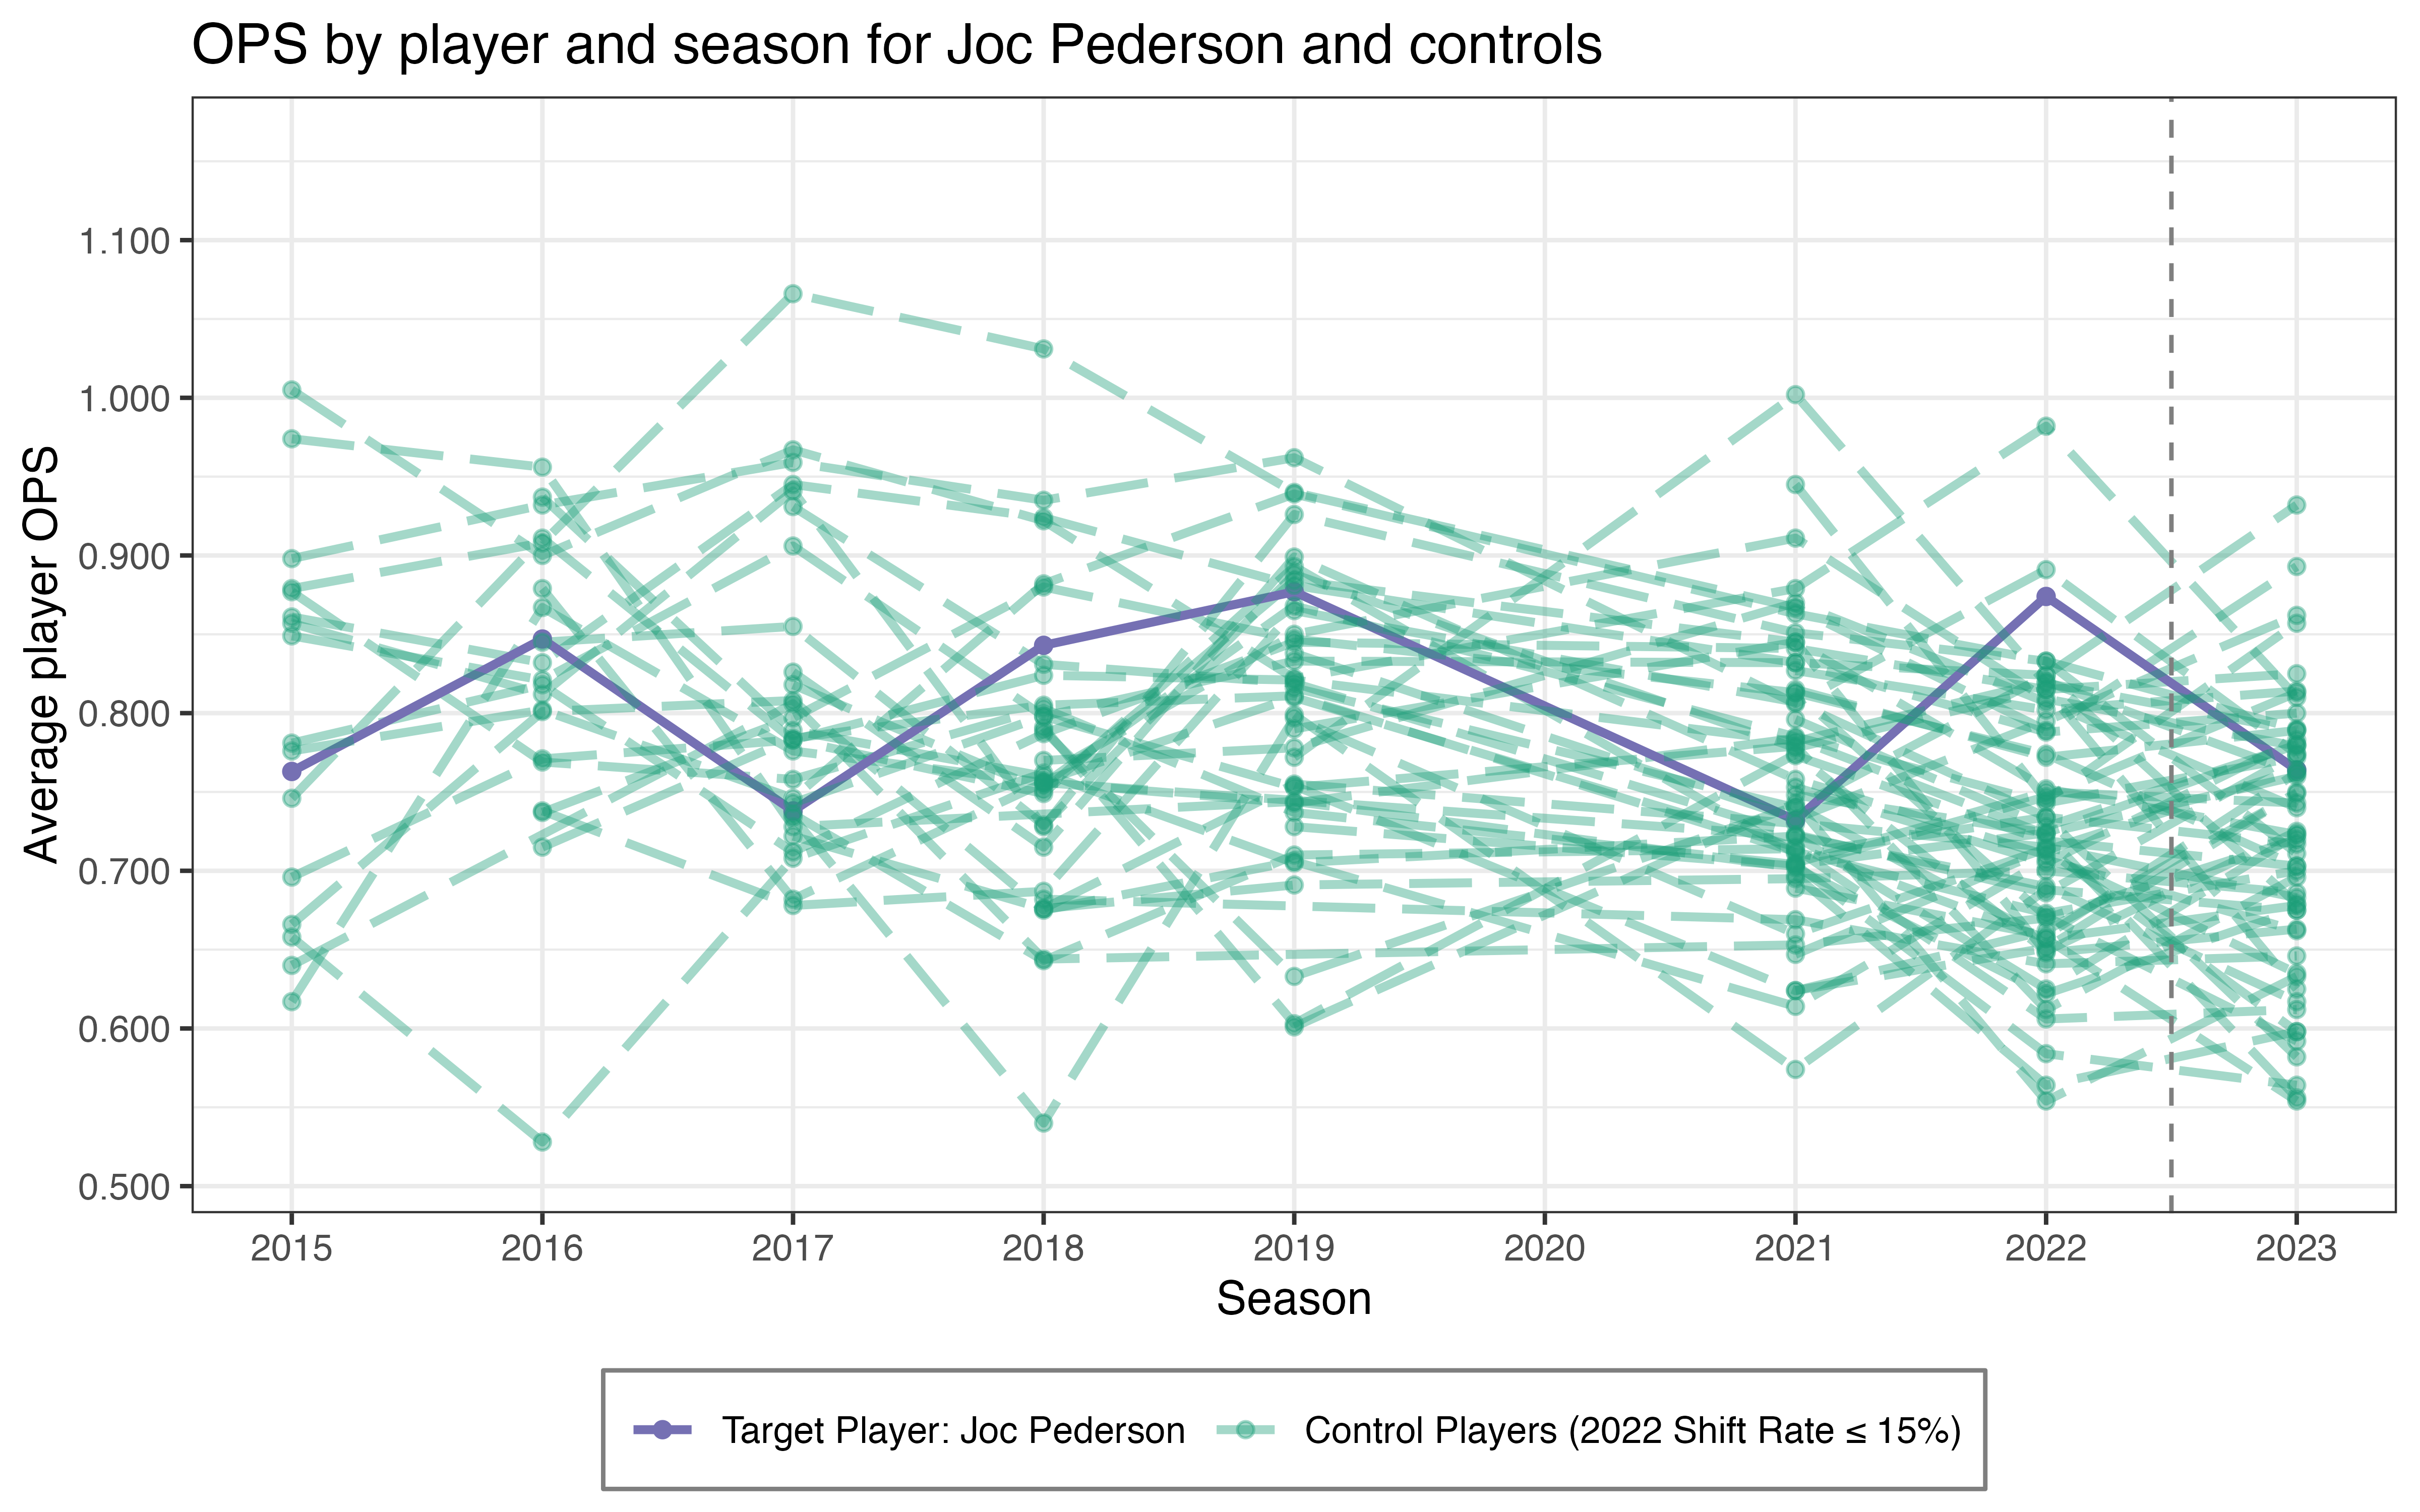 OPS by player and season for Joc Pederson and controls
Average player OPS
1.100
1.000
0.900
0.800
0.700
0.600
0.500
2015 2016 2017 2018 2019 2020 2021 2022 2023
Season
Target Player: Joc Pederson Control Players (2022 Shift Rate ≤ 15%)